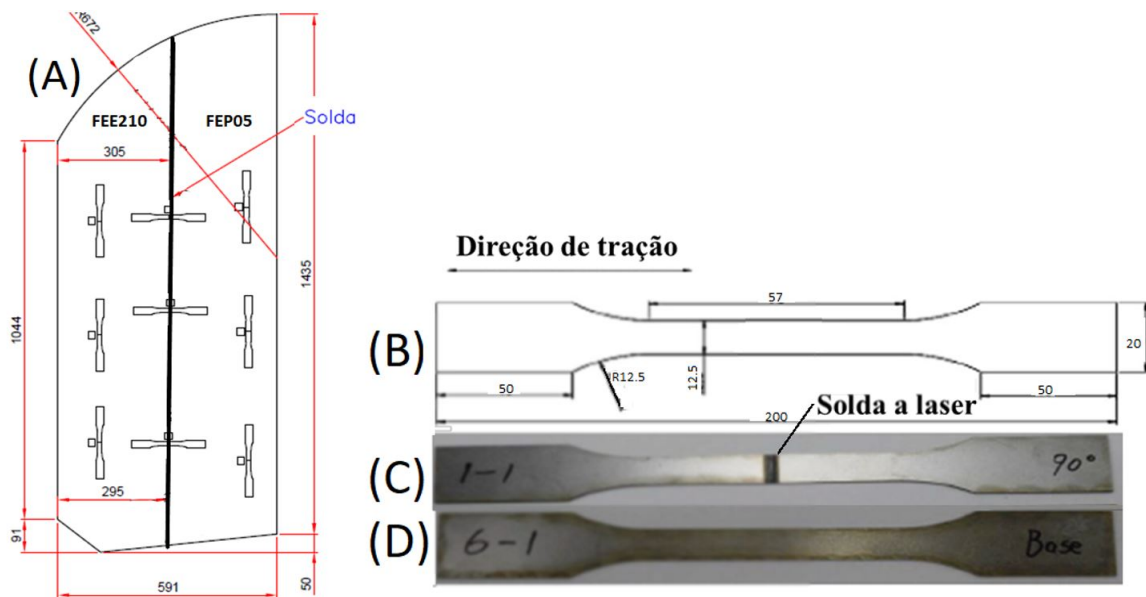 (A)
R672
FEE210
FEP05
Solda
305
1044
1435
295
91
591
50
Direção de tração
(B)
57
20
50
R12.5
12.5
50
200
Solda a laser
(C)
1-1
90°
(D)
6-1
Base